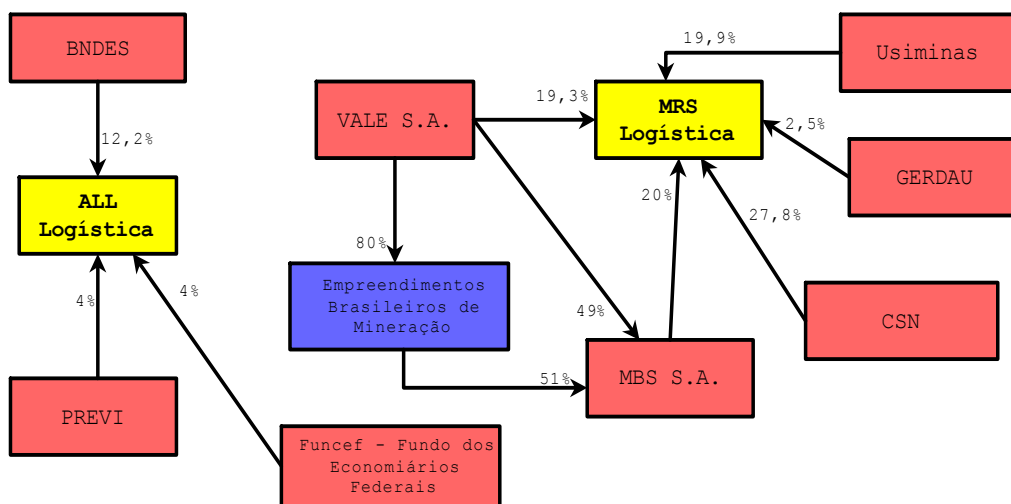 BNDES
19,9%
Usiminas
VALE S.A.
19,3%
MRS
Logística
2,5%
12,2%
GERDAU
ALL
Logística
20%
27,8%
80%
4%
4%
Empreendimentos
Brasileiros de
Mineração
49%
CSN
51%
MBS S.A.
PREVI
Funcef - Fundo dos
Economiários
Federais